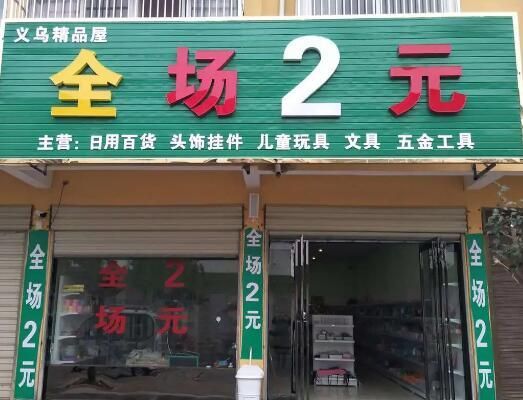 义乌精品屋
全场2元
主营：日用百货 头饰挂件 儿童玩具 文具 五金工具
全场2元
全2
场元
全场2元
全场2元